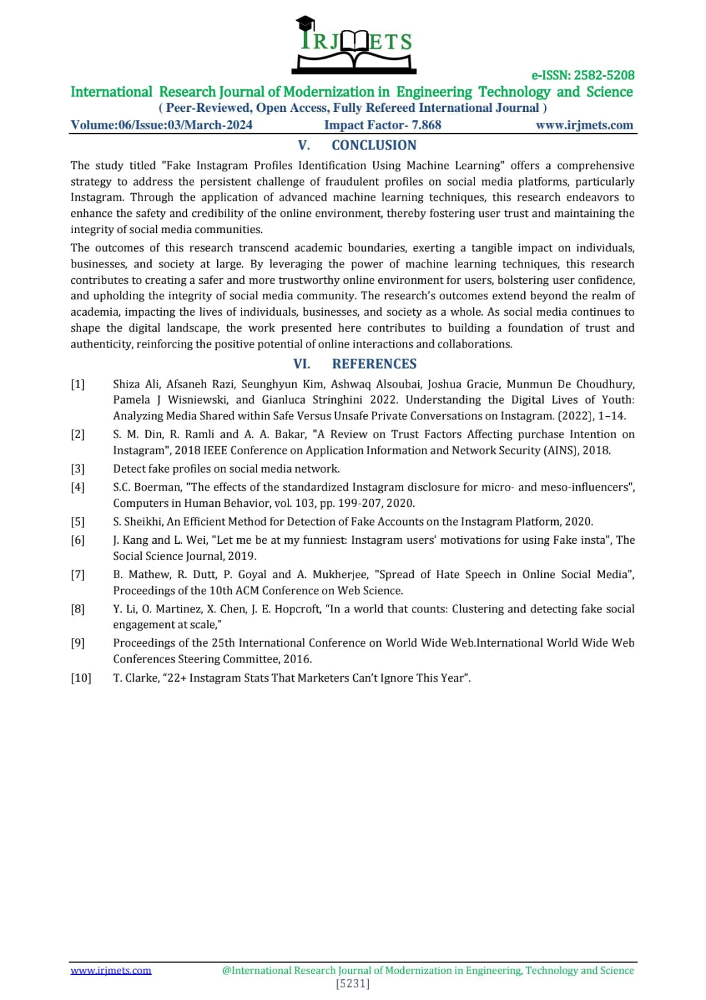 IRJMETS
e-ISSN: 2582-5208
International Research Journal of Modernization in Engineering Technology and Science
( Peer-Reviewed, Open Access, Fully Refereed International Journal )
Volume:06/Issue:03/March-2024 Impact Factor- 7.868 www.irjmets.com
V. CONCLUSION
The study titled "Fake Instagram Profiles Identification Using Machine Learning" offers a comprehensive
strategy to address the persistent challenge of fraudulent profiles on social media platforms, particularly
Instagram. Through the application of advanced machine learning techniques, this research endeavors to
enhance the safety and credibility of the online environment, thereby fostering user trust and maintaining the
integrity of social media communities.
The outcomes of this research transcend academic boundaries, exerting a tangible impact on individuals,
businesses, and society at large. By leveraging the power of machine learning techniques, this research
contributes to creating a safer and more trustworthy online environment for users, bolstering user confidence,
and upholding the integrity of social media community. The research’s outcomes extend beyond the realm of
academia, impacting the lives of individuals, businesses, and society as a whole. As social media continues to
shape the digital landscape, the work presented here contributes to building a foundation of trust and
authenticity, reinforcing the positive potential of online interactions and collaborations.
VI. REFERENCES
[1] Shiza Ali, Afsaneh Razi, Seunghyun Kim, Ashwaq Alsoubai, Joshua Gracie, Munmun De Choudhury,
Pamela J Wisniewski, and Gianluca Stringhini 2022. Understanding the Digital Lives of Youth:
Analyzing Media Shared within Safe Versus Unsafe Private Conversations on Instagram. (2022), 1–14.
[2] S. M. Din, R. Ramli and A. A. Bakar, "A Review on Trust Factors Affecting purchase Intention on
Instagram", 2018 IEEE Conference on Application Information and Network Security (AINS), 2018.
[3] Detect fake profiles on social media network.
[4] S.C. Boerman, "The effects of the standardized Instagram disclosure for micro- and meso-influencers",
Computers in Human Behavior, vol. 103, pp. 199-207, 2020.
[5] S. Sheikhi, An Efficient Method for Detection of Fake Accounts on the Instagram Platform, 2020.
[6] J. Kang and L. Wei, "Let me be at my funniest: Instagram users' motivations for using Fake insta", The
Social Science Journal, 2019.
[7] B. Mathew, R. Dutt, P. Goyal and A. Mukherjee, "Spread of Hate Speech in Online Social Media",
Proceedings of the 10th ACM Conference on Web Science.
[8] Y. Li, O. Martinez, X. Chen, J. E. Hopcroft, “In a world that counts: Clustering and detecting fake social
engagement at scale,”
[9] Proceedings of the 25th International Conference on World Wide Web.International World Wide Web
Conferences Steering Committee, 2016.
[10] T. Clarke, “22+ Instagram Stats That Marketers Can’t Ignore This Year”.
www.irjmets.com @International Research Journal of Modernization in Engineering, Technology and Science
[5231]